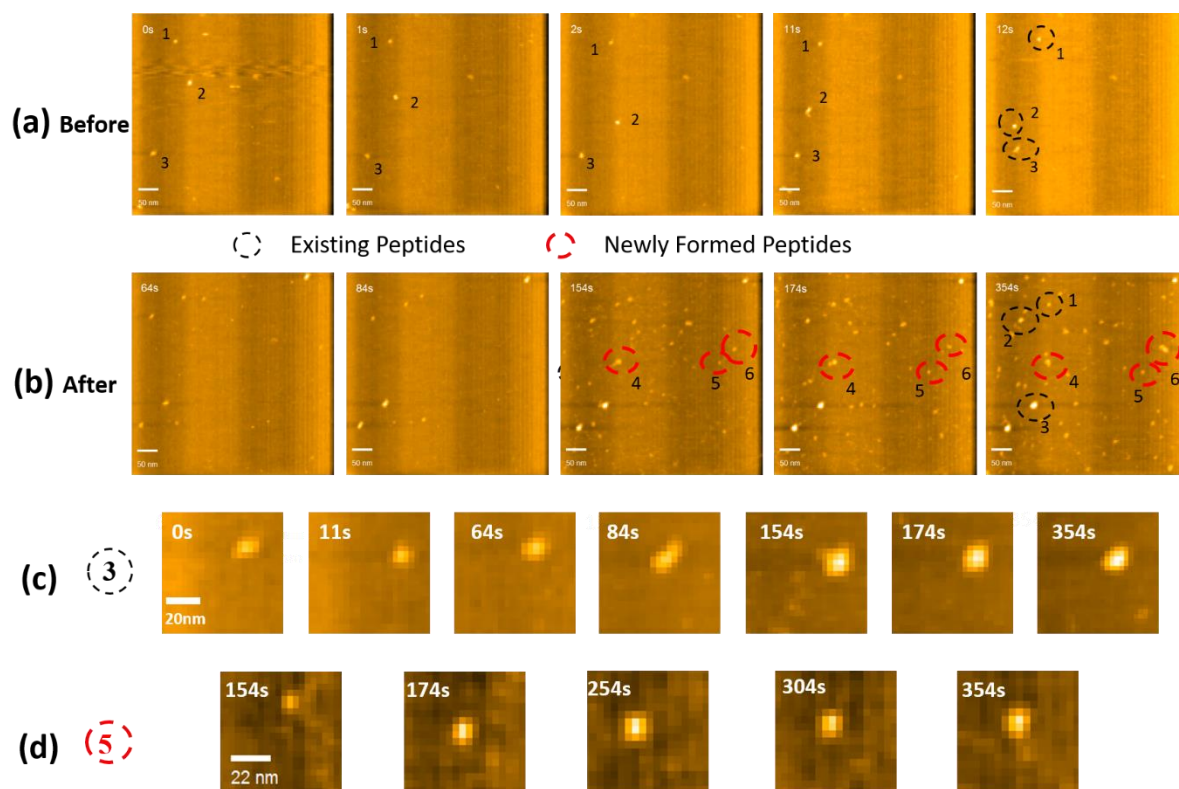 0s 1s 2s 11s 12s
1 1 1 1 1
2 2 2 2 2
3 3 3 3 3
(a) Before
50 nm 50 nm 50 nm 50 nm 50 nm
Existing Peptides Newly Formed Peptides
64s 84s 154s 174s 354s
1
2
6 6 6
4 5 4 5 4 5
3
(b) After
50 nm 50 nm 50 nm 50 nm 50 nm
0s 11s 64s 84s 154s 174s 354s
(c) 3
20nm
154s 174s 254s 304s 354s
(d) 5
22 nm